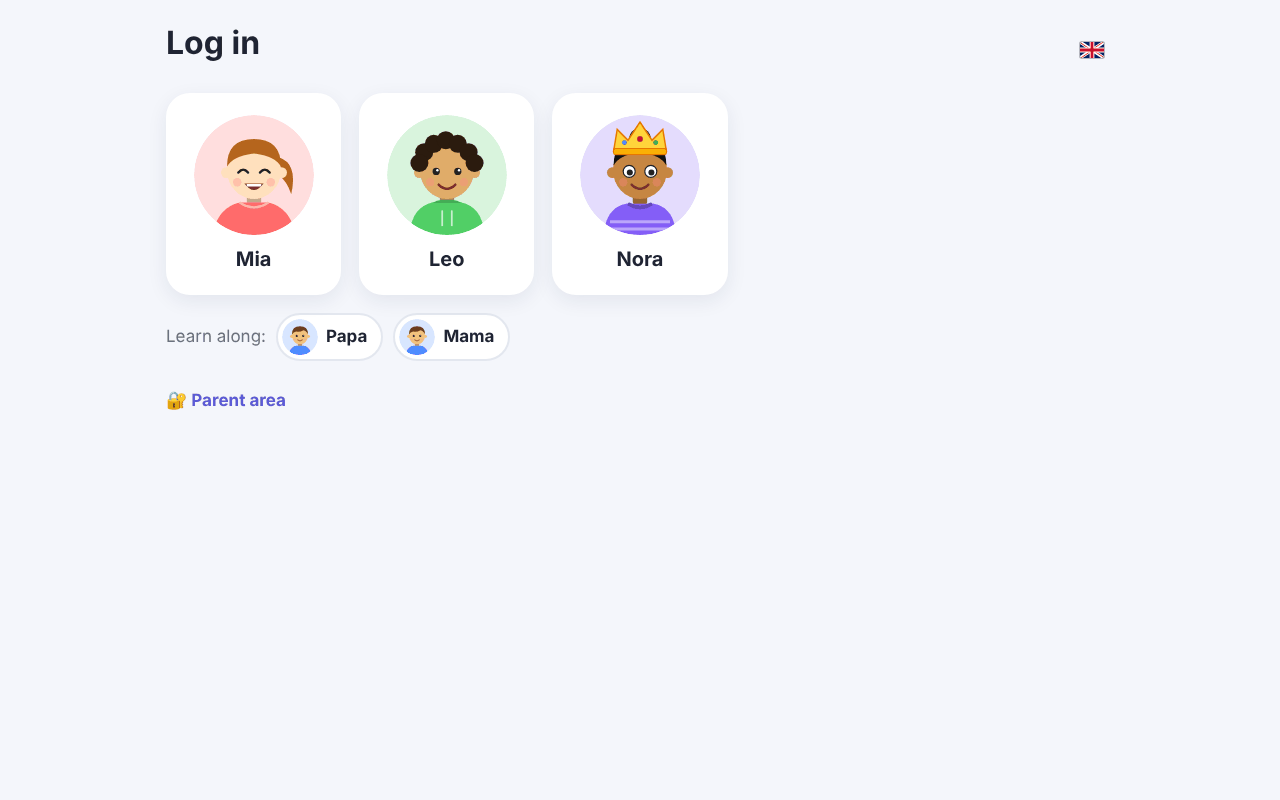 Log in
Mia
Leo
Nora
Learn along:
Papa
Mama
🔐 Parent area